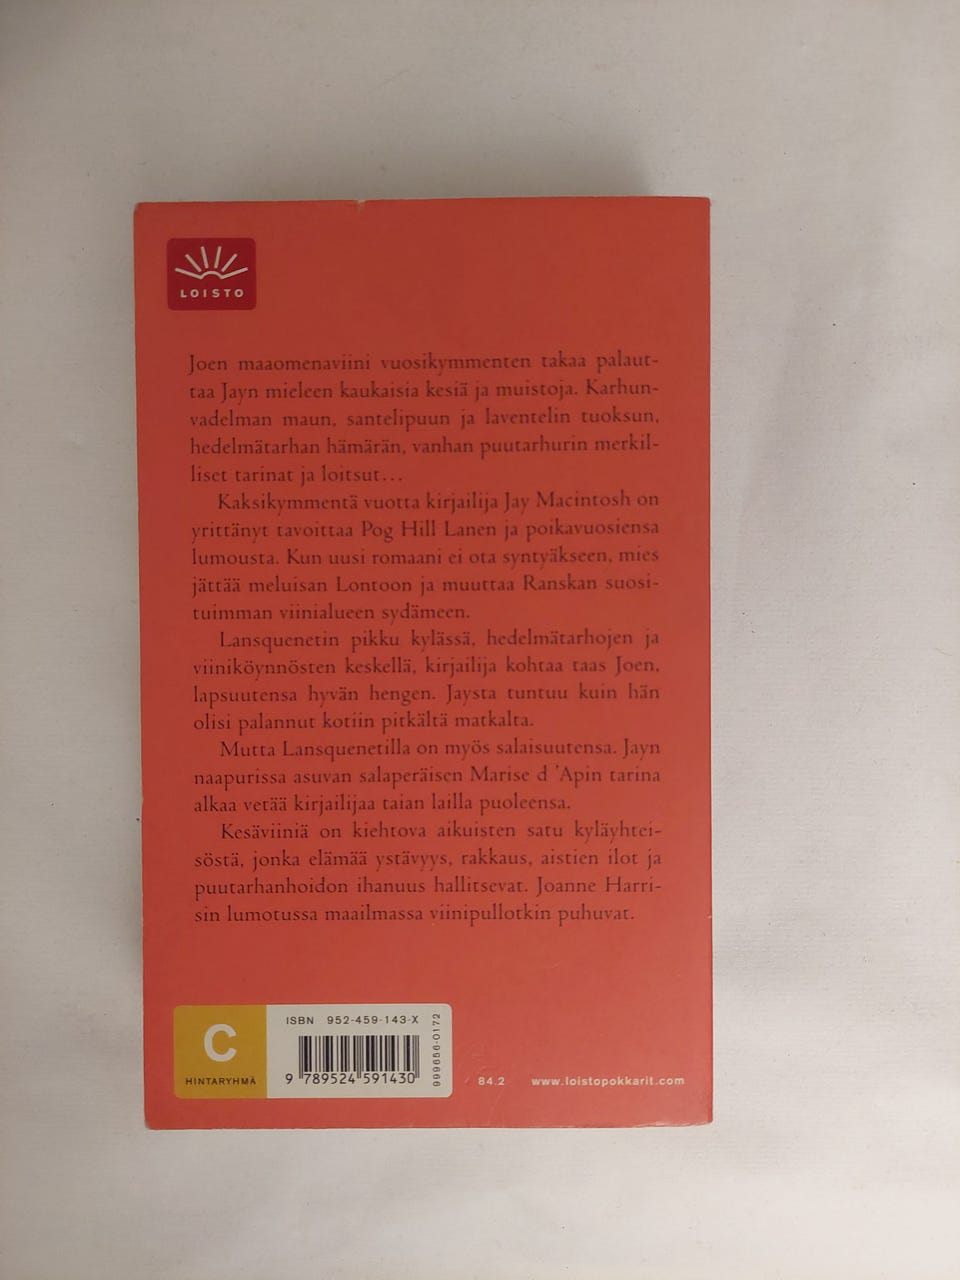 LOISTO
Joen maaomenaviini vuosikymmenten takaa palaut-
taa Jayn mieleen kaukaisia kesiä ja muistoja. Karhun-
vadelman maun, santelipuun ja laventelin tuoksun,
hedelmätarhan hämärän, vanhan puutarhurin merkil-
liset tarinat ja loitsut...
Kaksikymmentä vuotta kirjailija Jay Macintosh on
yrittänyt tavoittaa Pog Hill Lanen ja poikavuosiensa
lumousta. Kun uusi romaani ei ota syntyäkseen, mies
jättää meluisan Lontoon ja muuttaa Ranskan suosi-
tuimman viinialueen sydämeen.
Lansquenetin pikku kylässä, hedelmätarhojen ja
viiniköynnösten keskellä, kirjailija kohtaa taas Joen,
lapsuutensa hyvän hengen. Jaysta tuntuu kuin hän
olisi palannut kotiin pitkältä matkalta.
Mutta Lansquenetilla on myös salaisuutensa. Jayn
naapurissa asuvan salaperäisen Marise d 'Apin tarina
alkaa vetää kirjailijaa taian lailla puoleensa.
Kesäviiniä on kiehtova aikuisten satu kyläyhtei-
söstä, jonka elämää ystävyys, rakkaus, aistien ilot ja
puutarhanhoidon ihanuus hallitsevat. Joanne Harri-
sin lumotussa maailmassa viinipullotkin puhuvat.
C
HINTARYHMÄ
ISBN 952-459-143-X
9 789524 591430
999656-0172
84.2 www.loistopokkarit.com